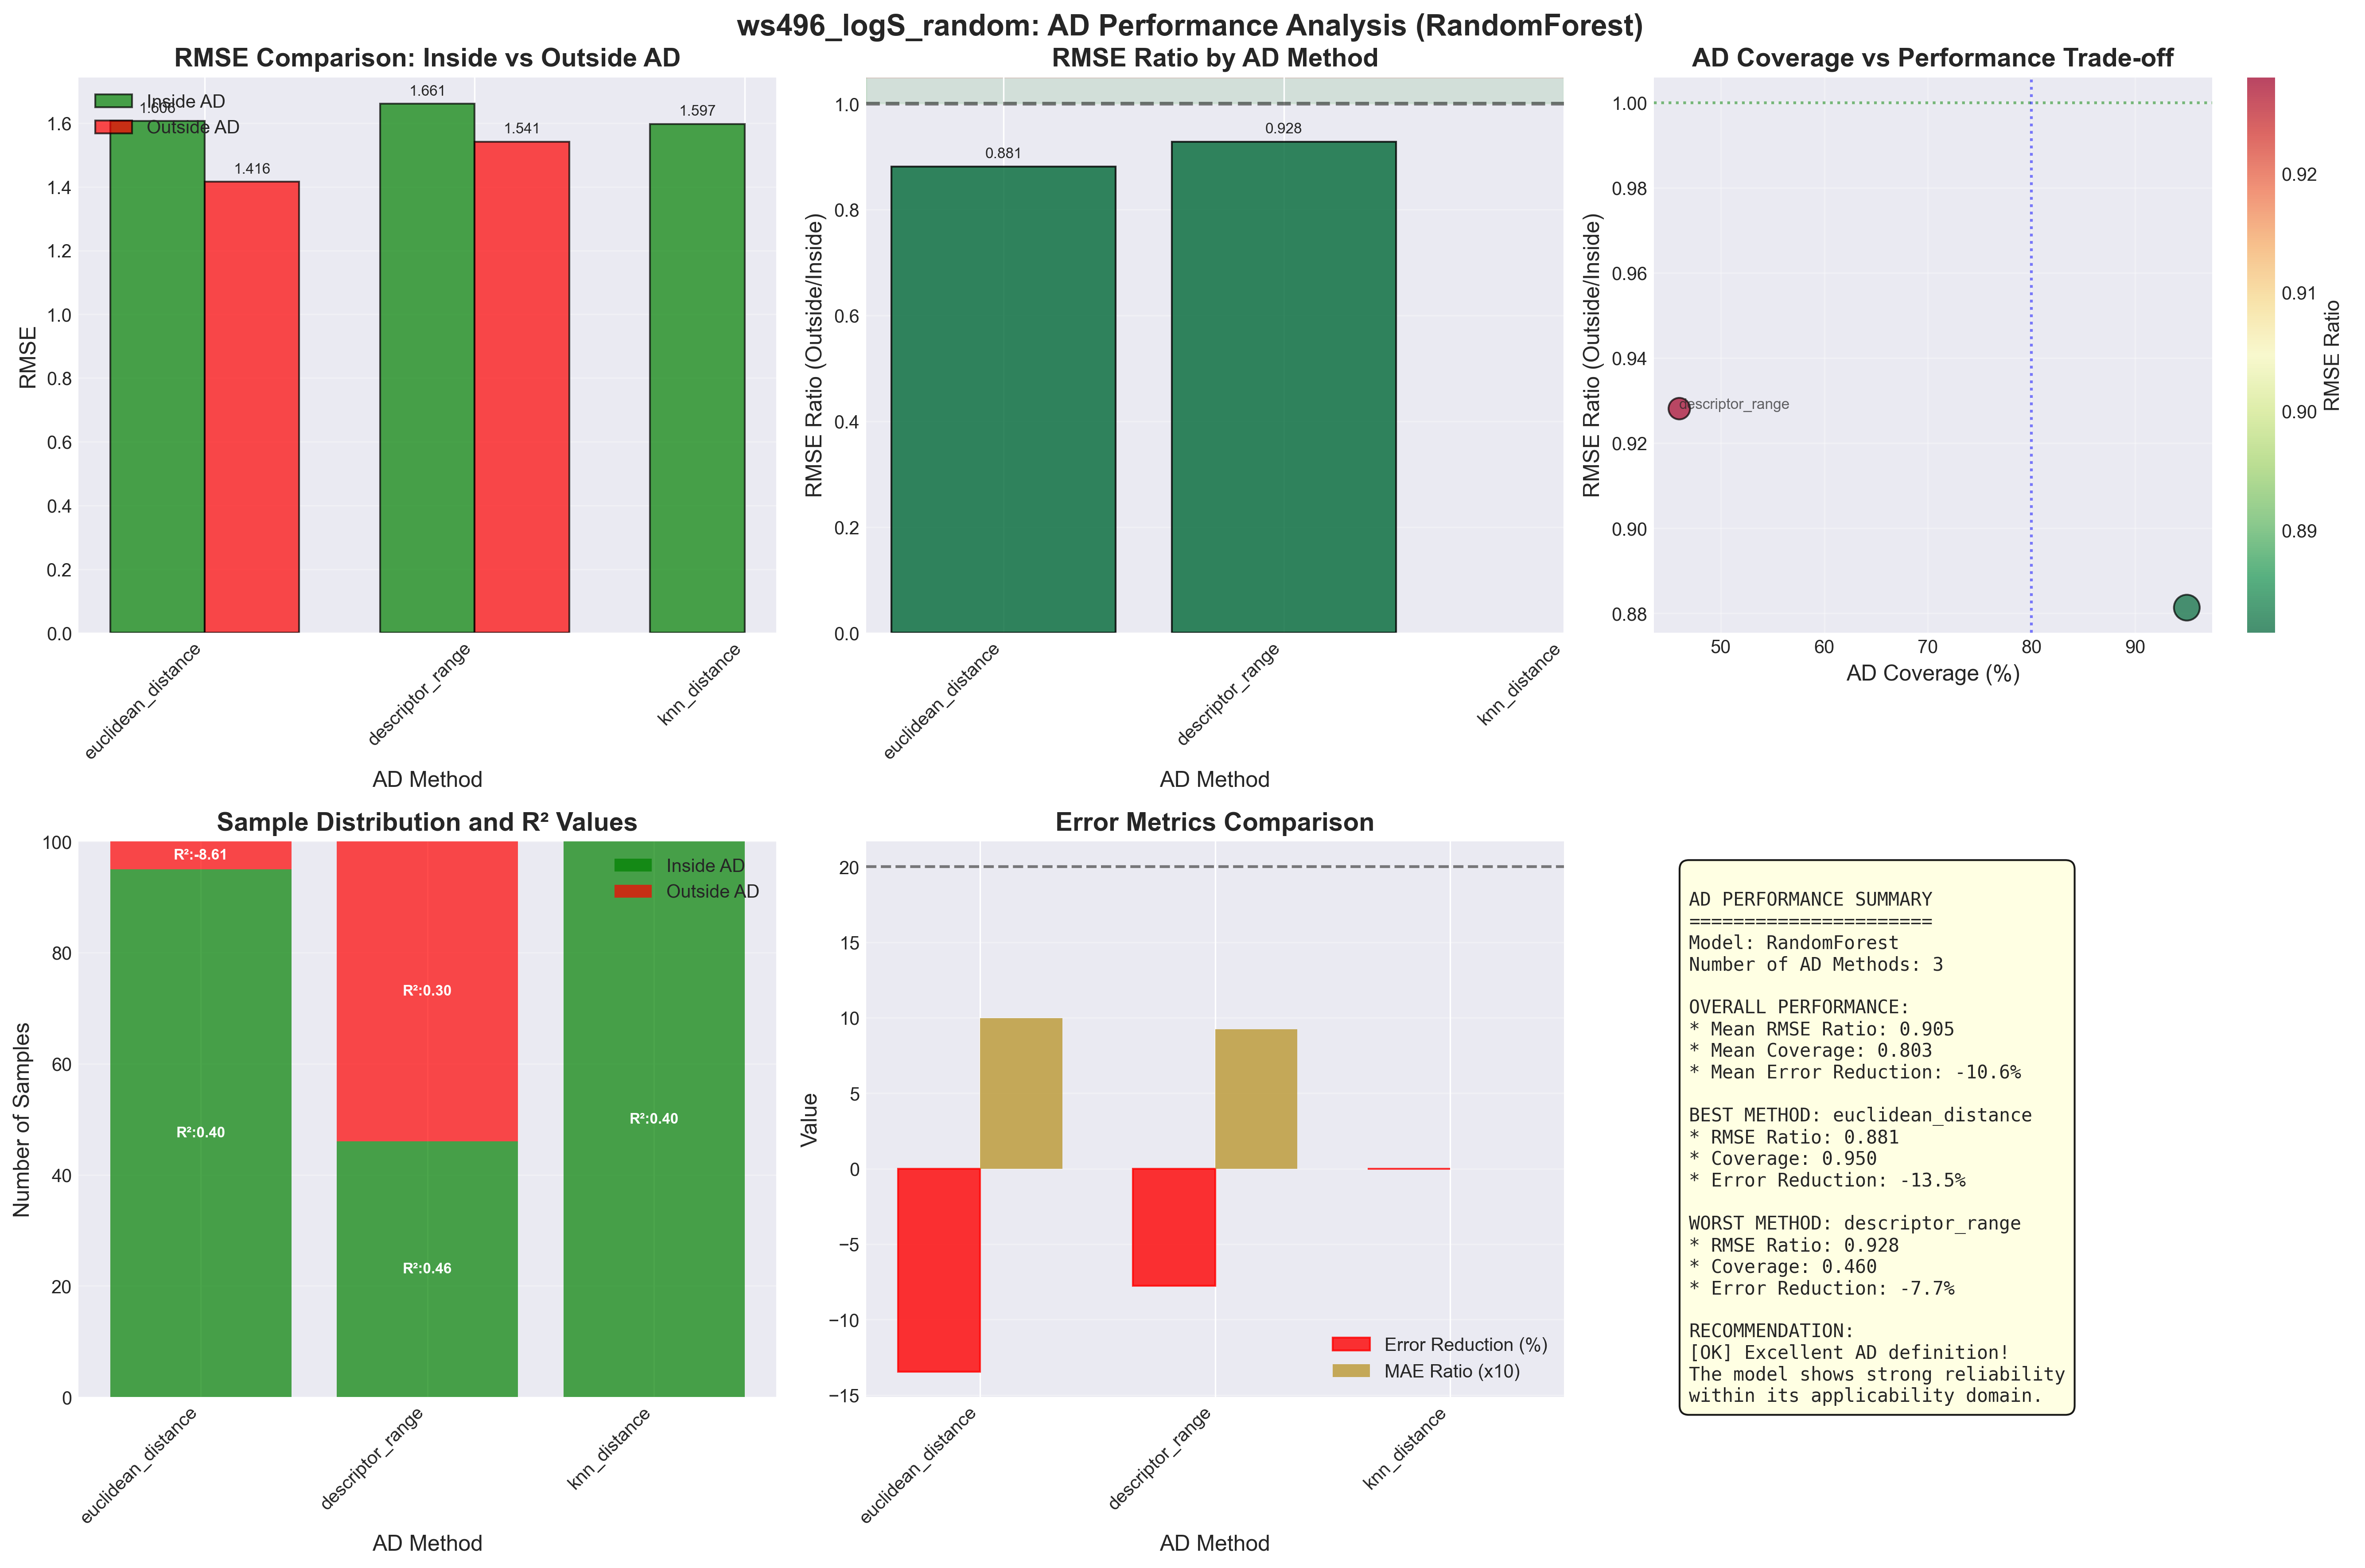 ws496_logS_random: AD Performance Analysis (RandomForest)
RMSE Comparison: Inside vs Outside AD
Inside AD
Outside AD
1.606
1.416
1.661
1.541
1.597
RMSE
1.6
1.4
1.2
1.0
0.8
0.6
0.4
0.2
0.0
euclidean_distance
descriptor_range
knn_distance
AD Method
RMSE Ratio by AD Method
0.881
0.928
RMSE Ratio (Outside/Inside)
1.0
0.8
0.6
0.4
0.2
0.0
euclidean_distance
descriptor_range
knn_distance
AD Method
AD Coverage vs Performance Trade-off
descriptor_range
RMSE Ratio (Outside/Inside)
1.00
0.98
0.96
0.94
0.92
0.90
0.88
50
60
70
80
90
AD Coverage (%)
0.92
0.91
0.90
0.89
RMSE Ratio
Sample Distribution and R² Values
Inside AD
Outside AD
R²:-8.61
R²:0.40
R²:0.30
R²:0.46
R²:0.40
Number of Samples
100
80
60
40
20
0
euclidean_distance
descriptor_range
knn_distance
AD Method
Error Metrics Comparison
Value
20
15
10
5
0
−5
−10
−15
Error Reduction (%)
MAE Ratio (x10)
euclidean_distance
descriptor_range
knn_distance
AD Method
AD PERFORMANCE SUMMARY
======================
Model: RandomForest
Number of AD Methods: 3
OVERALL PERFORMANCE:
* Mean RMSE Ratio: 0.905
* Mean Coverage: 0.803
* Mean Error Reduction: -10.6%
BEST METHOD: euclidean_distance
* RMSE Ratio: 0.881
* Coverage: 0.950
* Error Reduction: -13.5%
WORST METHOD: descriptor_range
* RMSE Ratio: 0.928
* Coverage: 0.460
* Error Reduction: -7.7%
RECOMMENDATION:
[OK] Excellent AD definition!
The model shows strong reliability
within its applicability domain.